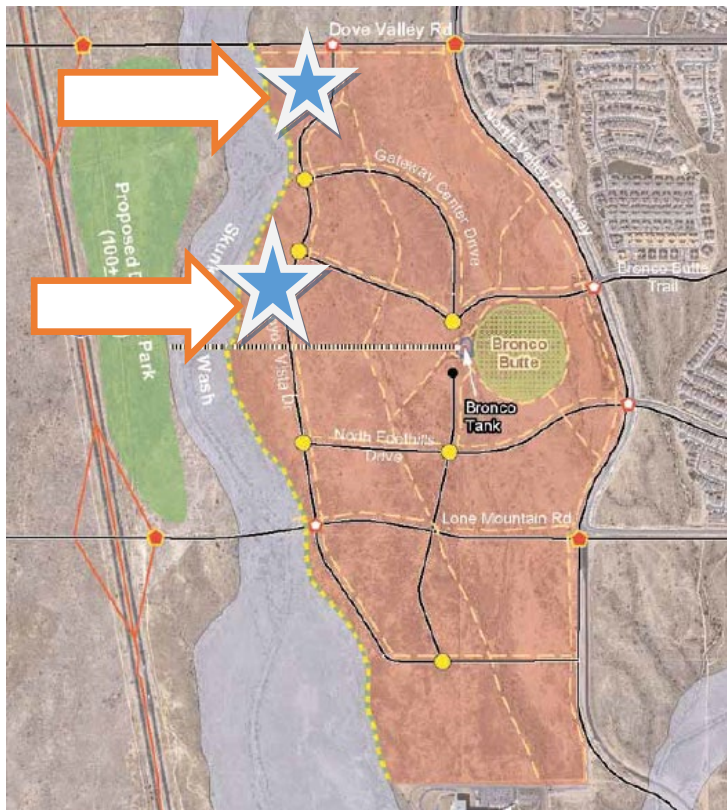 Dove Valley Rd
North Valley Parkway
Gateway Center Drive
Proposed
Park
(100+
Skunk
Wash
Bronco Butte
Trail
Bronco
Butte
Vista Dr
Bronco
Tank
North Foothills
Drive
Lone Mountain Rd